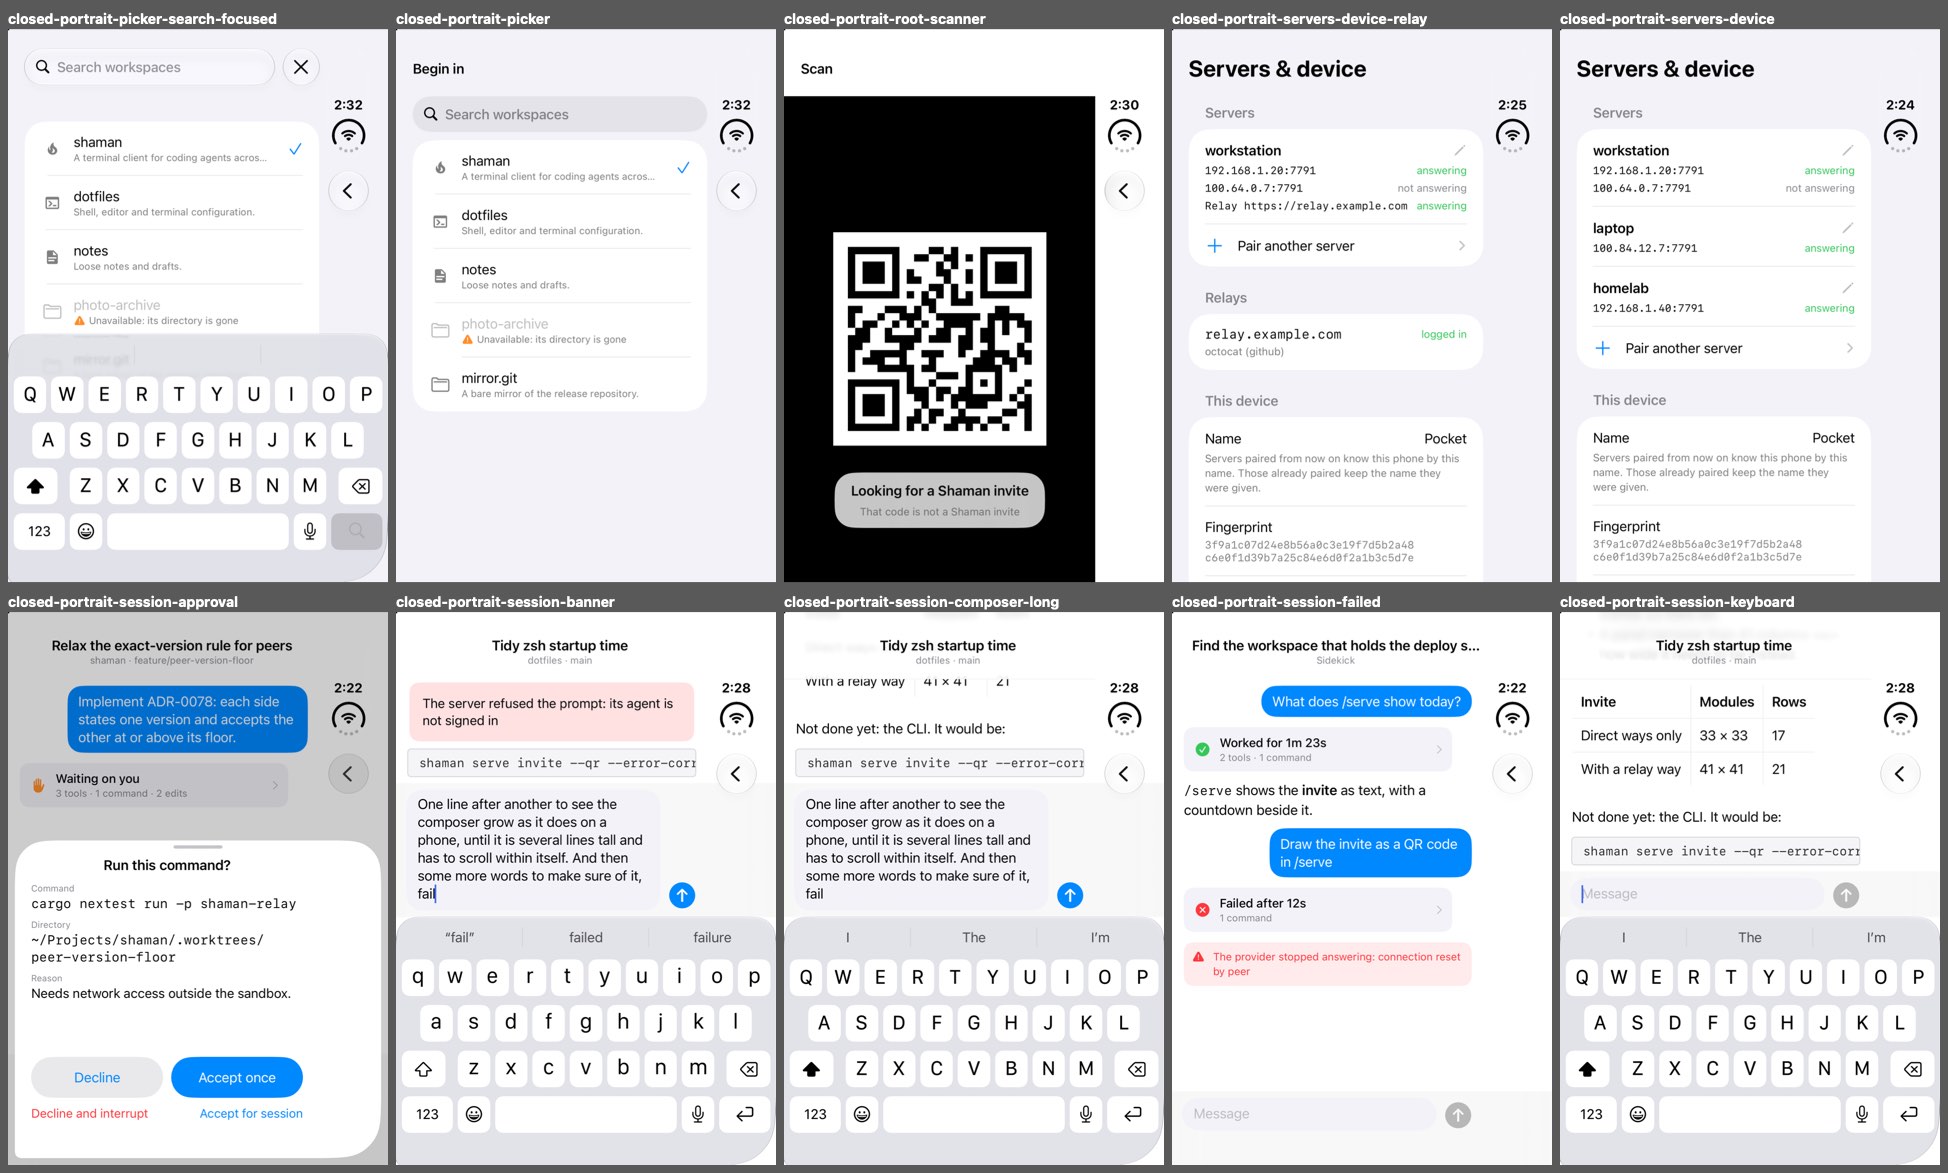 closed-portrait-picker-search-focused
Search workspaces
2:32
shaman
A terminal client for coding agents acros...
dotfiles
Shell, editor and terminal configuration.
notes
Loose notes and drafts.
photo-archive
Unavailable: its directory is gone
mirror.git
Q W E R T Y U I O P
A S D F G H J K L
Z X C V B N M
123
closed-portrait-picker
Begin in
Search workspaces
2:32
shaman
A terminal client for coding agents acros...
dotfiles
Shell, editor and terminal configuration.
notes
Loose notes and drafts.
photo-archive
Unavailable: its directory is gone
mirror.git
A bare mirror of the release repository.
closed-portrait-root-scanner
Scan
2:30
Looking for a Shaman invite
That code is not a Shaman invite
closed-portrait-servers-device-relay
Servers & device
2:25
Servers
workstation
192.168.1.20:7791 answering
100.64.0.7:7791 not answering
Relay https://relay.example.com answering
Pair another server
Relays
relay.example.com logged in
octocat (github)
This device
Name Pocket
Servers paired from now on know this phone by this
name. Those already paired keep the name they
were given.
Fingerprint
3f9a1c07d24e8b56a0c3e19f7d5b2a48
c6e0f1d39b7a25c84e6d0f2a1b3c5d7e
closed-portrait-servers-device
Servers & device
2:24
Servers
workstation
192.168.1.20:7791 answering
100.64.0.7:7791 not answering
laptop
100.84.12.7:7791 answering
homelab
192.168.1.40:7791 answering
Pair another server
This device
Name Pocket
Servers paired from now on know this phone by this
name. Those already paired keep the name they
were given.
Fingerprint
3f9a1c07d24e8b56a0c3e19f7d5b2a48
c6e0f1d39b7a25c84e6d0f2a1b3c5d7e
closed-portrait-session-approval
Relax the exact-version rule for peers
shaman · feature/peer-version-floor
2:22
Implement ADR-0078: each side
states one version and accepts the
other at or above its floor.
Waiting on you
3 tools · 1 command · 2 edits
Run this command?
Command
cargo nextest run -p shaman-relay
Directory
~/Projects/shaman/.worktrees/
peer-version-floor
Reason
Needs network access outside the sandbox.
Decline Accept once
Decline and interrupt Accept for session
closed-portrait-session-banner
Tidy zsh startup time
dotfiles · main
2:28
The server refused the prompt: its agent is
not signed in
shaman serve invite --qr --error-corr
One line after another to see the
composer grow as it does on a
phone, until it is several lines tall and
has to scroll within itself. And then
some more words to make sure of it,
fail
“fail” failed failure
q w e r t y u i o p
a s d f g h j k l
z x c v b n m
123
closed-portrait-session-composer-long
Tidy zsh startup time
dotfiles · main
2:28
With a relay way 41 × 41 21
Not done yet: the CLI. It would be:
shaman serve invite --qr --error-corr
One line after another to see the
composer grow as it does on a
phone, until it is several lines tall and
has to scroll within itself. And then
some more words to make sure of it,
fail
I The I’m
Q W E R T Y U I O P
A S D F G H J K L
Z X C V B N M
123
closed-portrait-session-failed
Find the workspace that holds the deploy s...
Sidekick
2:22
What does /serve show today?
Worked for 1m 23s
2 tools · 1 command
/serve shows the invite as text, with a
countdown beside it.
Draw the invite as a QR code
in /serve
Failed after 12s
1 command
The provider stopped answering: connection reset
by peer
Message
closed-portrait-session-keyboard
Tidy zsh startup time
dotfiles · main
2:28
Invite Modules Rows
Direct ways only 33 × 33 17
With a relay way 41 × 41 21
Not done yet: the CLI. It would be:
shaman serve invite --qr --error-corr
Message
I The I’m
Q W E R T Y U I O P
A S D F G H J K L
Z X C V B N M
123